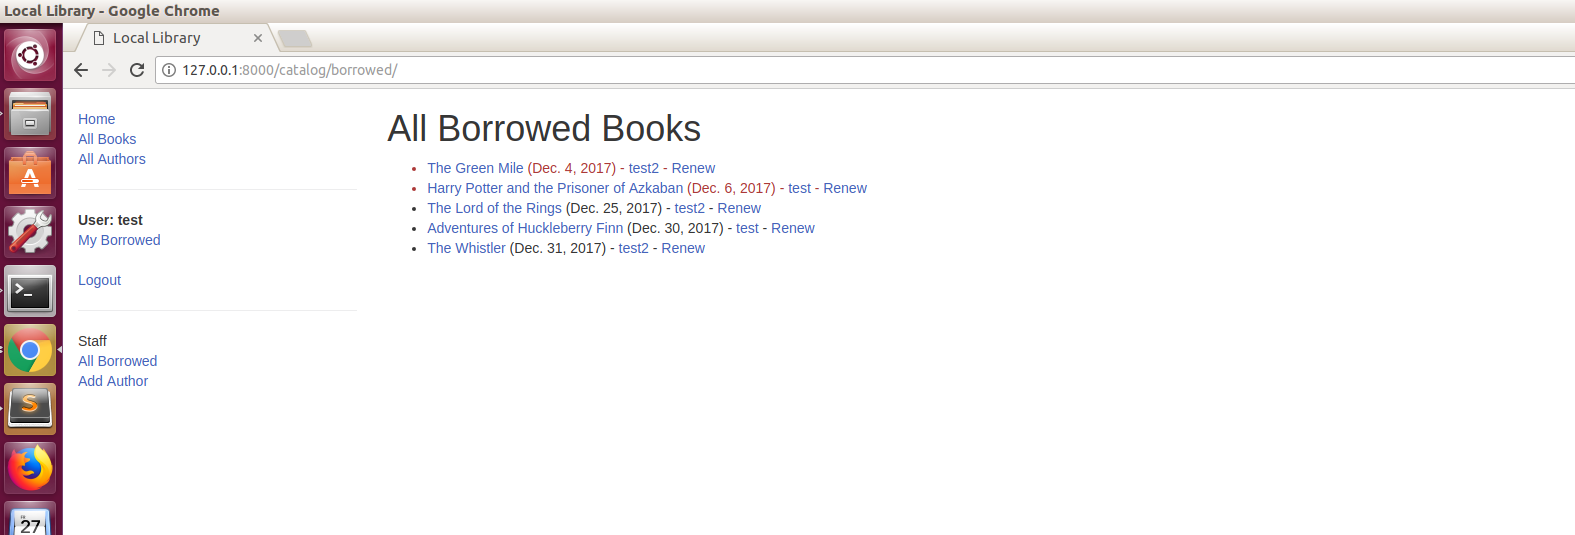 Local Library - Google Chrome
Local Library
127.0.0.1:8000/catalog/borrowed/
Home
All Books
All Authors
User: test
My Borrowed
Logout
Staff
All Borrowed
Add Author
All Borrowed Books
The Green Mile (Dec. 4, 2017) - test2 - Renew
Harry Potter and the Prisoner of Azkaban (Dec. 6, 2017) - test - Renew
The Lord of the Rings (Dec. 25, 2017) - test2 - Renew
Adventures of Huckleberry Finn (Dec. 30, 2017) - test - Renew
The Whistler (Dec. 31, 2017) - test2 - Renew
A
>_
S
27